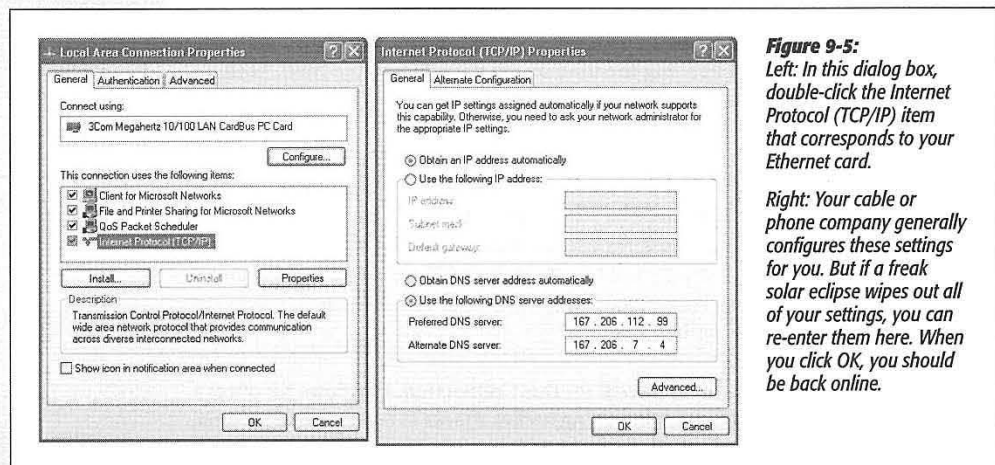 Local Area Connection Properties
General Authentication Advanced
Connect using:
3Com Megahertz 10/100 LAN CardBus PC Card
Configure...
This connection uses the following items:
Client for Microsoft Networks
File and Printer Sharing for Microsoft Networks
QoS Packet Scheduler
Internet Protocol (TCP/IP)
Install... Uninstall Properties
Description
Transmission Control Protocol/Internet Protocol. The default
wide area network protocol that provides communication
across diverse interconnected networks.
Show icon in notification area when connected
OK Cancel
Internet Protocol (TCP/IP) Properties
General Alternate Configuration
You can get IP settings assigned automatically if your network supports
this capability. Otherwise, you need to ask your network administrator for
the appropriate IP settings.
Obtain an IP address automatically
Use the following IP address:
IP address:
Subnet mask:
Default gateway:
Obtain DNS server address automatically
Use the following DNS server addresses:
Preferred DNS server: 167 . 206 . 112 . 99
Alternate DNS server: 167 . 206 . 7 . 4
Advanced...
OK Cancel
Figure 9-5:
Left: In this dialog box,
double-click the Internet
Protocol (TCP/IP) item
that corresponds to your
Ethernet card.
Right: Your cable or
phone company generally
configures these settings
for you. But if a freak
solar eclipse wipes out all
of your settings, you can
re-enter them here. When
you click OK, you should
be back online.